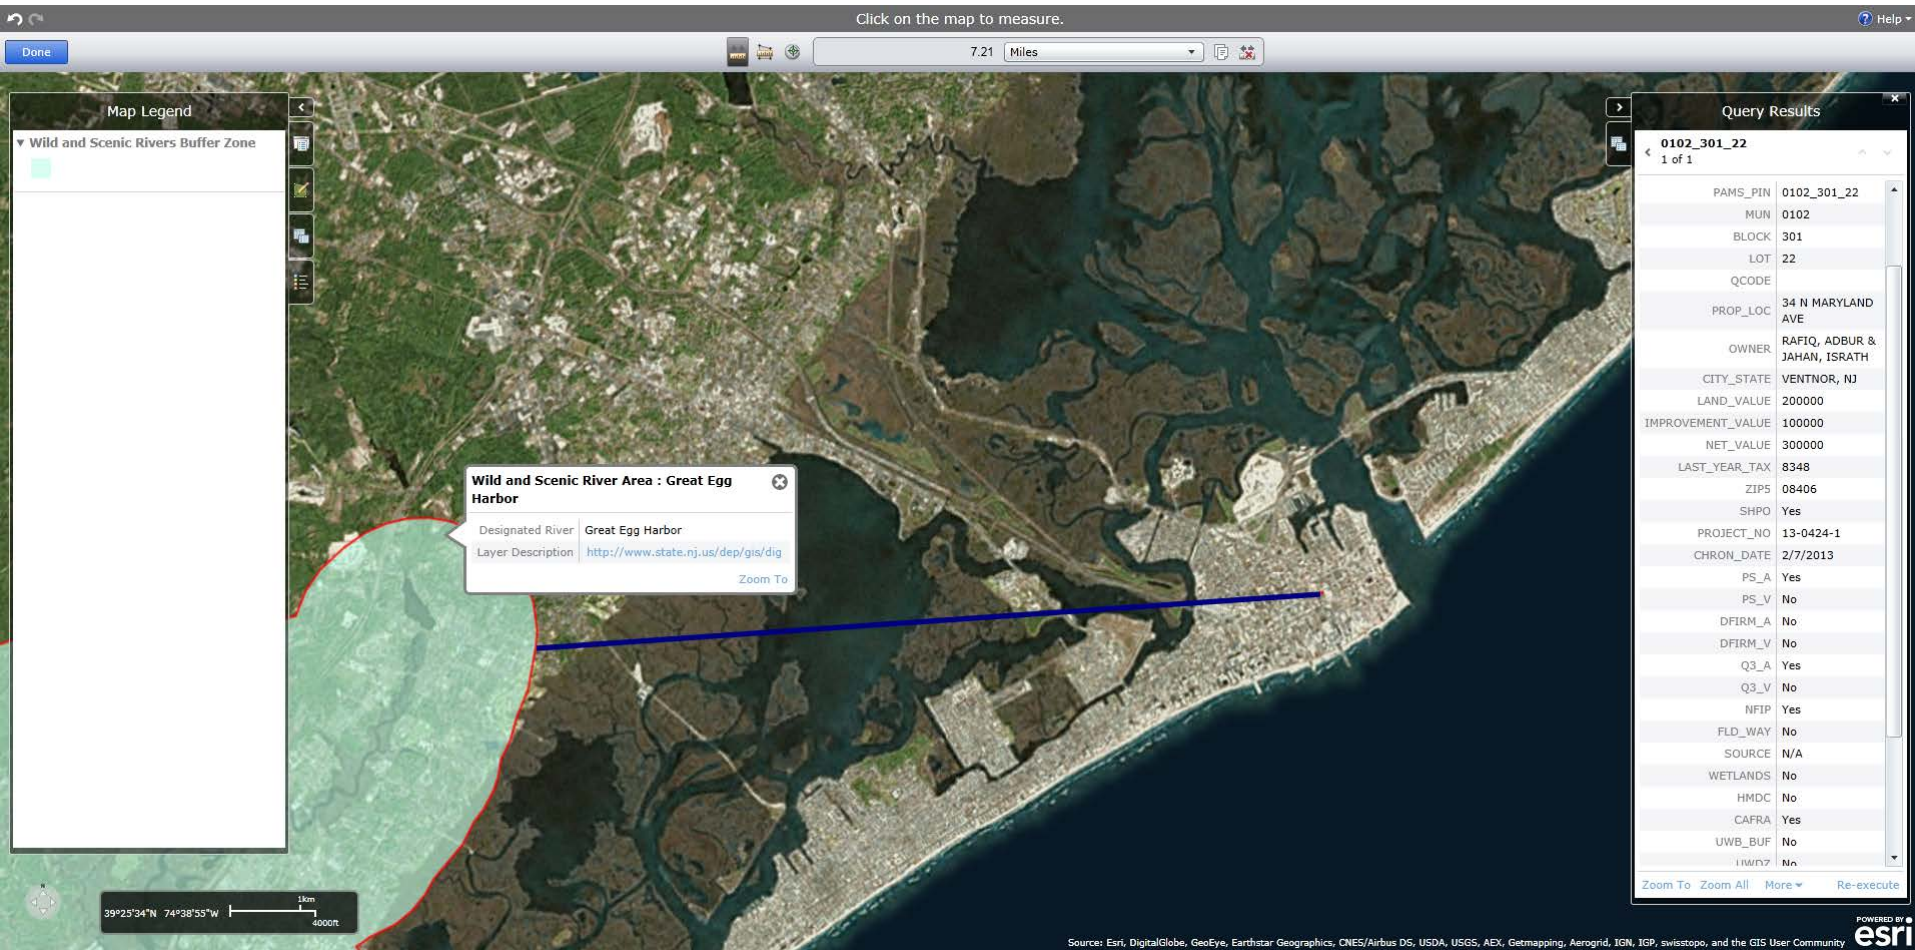 Click on the map to measure.
Help
Done
7.21 Miles
Map Legend
Wild and Scenic Rivers Buffer Zone
Query Results
0102_301_22
1 of 1
PAMS_PIN 0102_301_22
MUN 0102
BLOCK 301
LOT 22
QCODE
PROP_LOC 34 N MARYLAND
AVE
OWNER RAFIQ, ADBUR &
JAHAN, ISRATH
CITY_STATE VENTNOR, NJ
LAND_VALUE 200000
IMPROVEMENT_VALUE 100000
NET_VALUE 300000
LAST_YEAR_TAX 8348
ZIP5 08406
SHPO Yes
PROJECT_NO 13-0424-1
CHRON_DATE 2/7/2013
PS_A Yes
PS_V No
DFIRM_A No
DFIRM_V No
Q3_A Yes
Q3_V No
NFIP Yes
FLD_WAY No
SOURCE N/A
WETLANDS No
HMDC No
CAFRA Yes
UWB_BUF No
UWDZ No
Zoom To Zoom All More Re-execute
Wild and Scenic River Area : Great Egg
Harbor
Designated River Great Egg Harbor
Layer Description http://www.state.nj.us/dep/gis/dig
Zoom To
N
39°25'34"N 74°38'55"W
1km
4000ft
POWERED BY
esri
Source: Esri, DigitalGlobe, GeoEye, Earthstar Geographics, CNES/Airbus DS, USDA, USGS, AEX, Getmapping, Aerogrid, IGN, IGP, swisstopo, and the GIS User Community